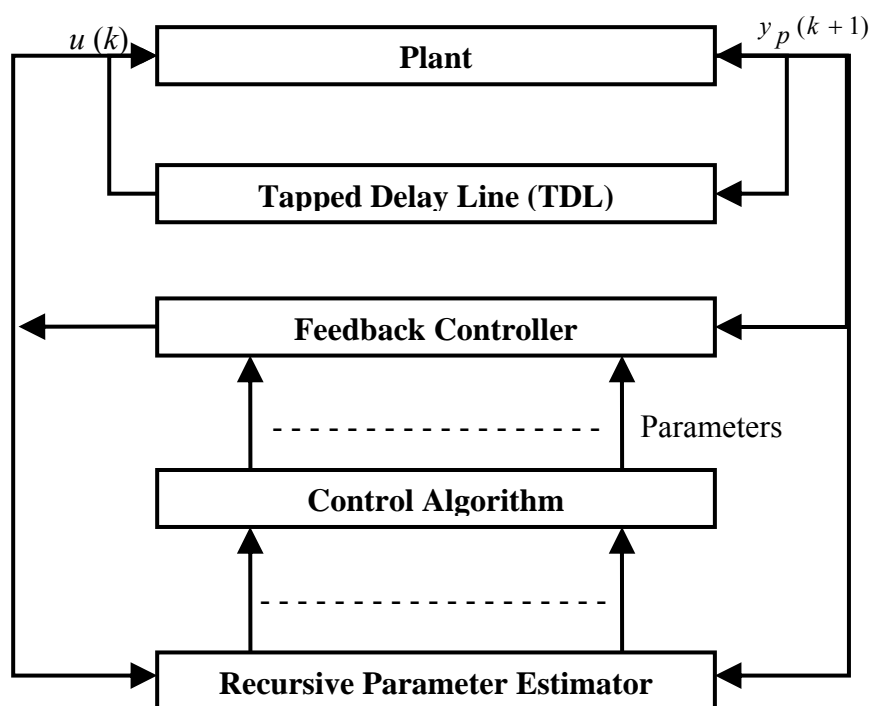 u (k)
y p (k + 1)
Plant
Tapped Delay Line (TDL)
Feedback Controller
- - - - - - - - - - - - - - - - - - - Parameters
Control Algorithm
- - - - - - - - - - - - - - - - - - - -
Recursive Parameter Estimator